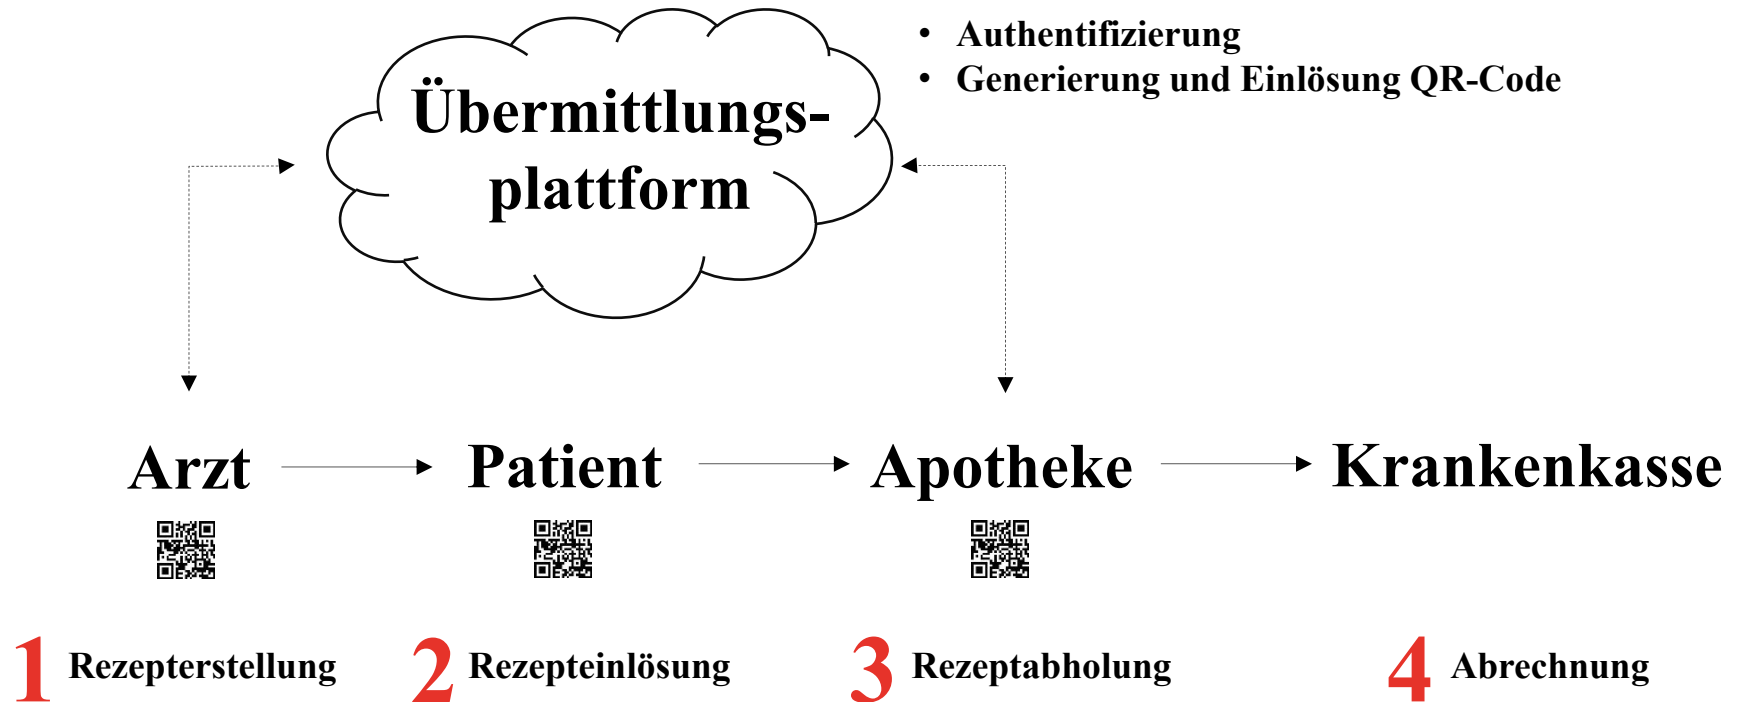 • Authentifizierung
• Generierung und Einlösung QR-Code
Übermittlungs-
plattform
Arzt Patient Apotheke Krankenkasse
1 Rezepterstellung 2 Rezepteinlösung 3 Rezeptabholung 4 Abrechnung